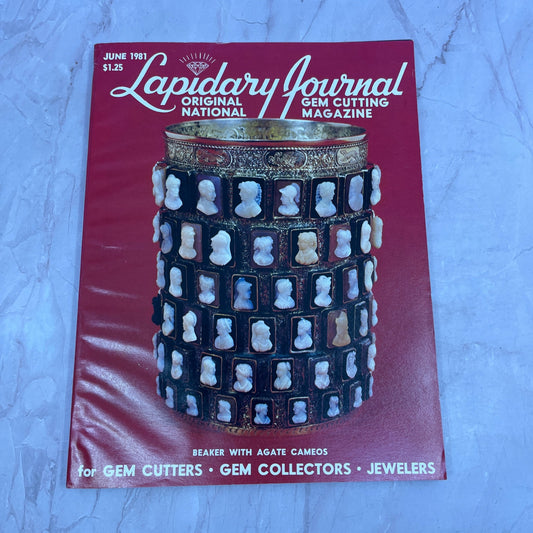 JUNE 1981
$1.25
Lapidary Journal
ORIGINAL GEM CUTTING
NATIONAL MAGAZINE
BEAKER WITH AGATE CAMEOS
for GEM CUTTERS • GEM COLLECTORS • JEWELERS